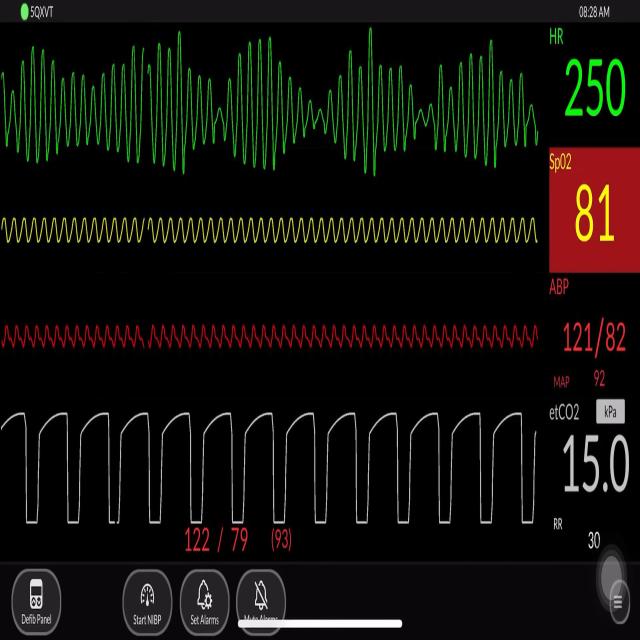 5QXVT
08:28 AM
HR
250
SpO2
81
ABP
121/82
MAP 92
etCO2 kPa
15.0
RR
30
122 / 79 (93)
Defib Panel
Start NIBP
Set Alarms
Mute Alarms